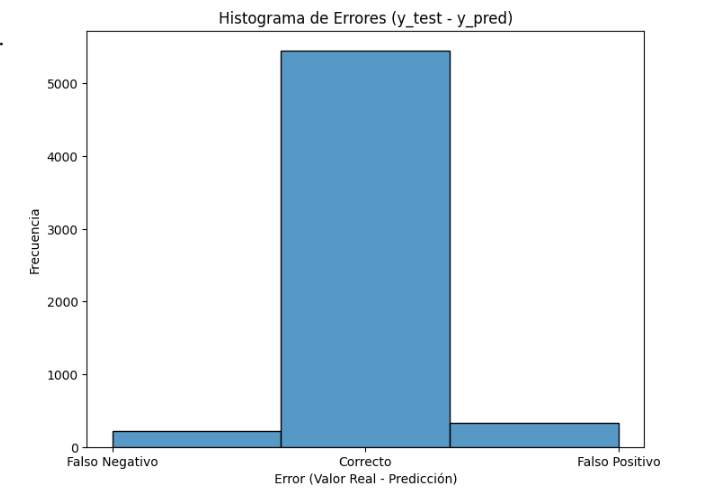 Histograma de Errores (y_test - y_pred)
5000
4000
3000
2000
1000
0
Frecuencia
Falso Negativo Correcto Falso Positivo
Error (Valor Real - Predicción)